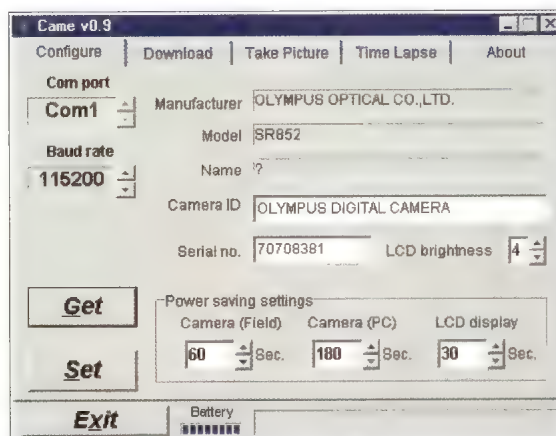 Came v0.9
Configure Download Take Picture Time Lapse About
Com port
Com1
Baud rate
115200
Manufacturer OLYMPUS OPTICAL CO.,LTD.
Model SR852
Name ?
Camera ID OLYMPUS DIGITAL CAMERA
Serial no. 70708381 LCD brightness 4
Get
Set
Power saving settings
Camera (Field) Camera (PC) LCD display
60 Sec. 180 Sec. 30 Sec.
Exit
Battery